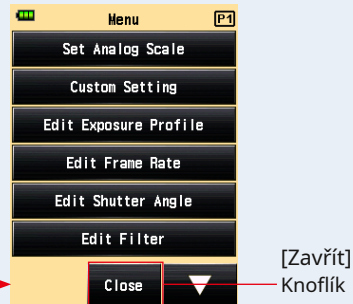 Menu P1
Set Analog Scale
Custom Setting
Edit Exposure Profile
Edit Frame Rate
Edit Shutter Angle
Edit Filter
Close
[Zavřít]
Knoflík